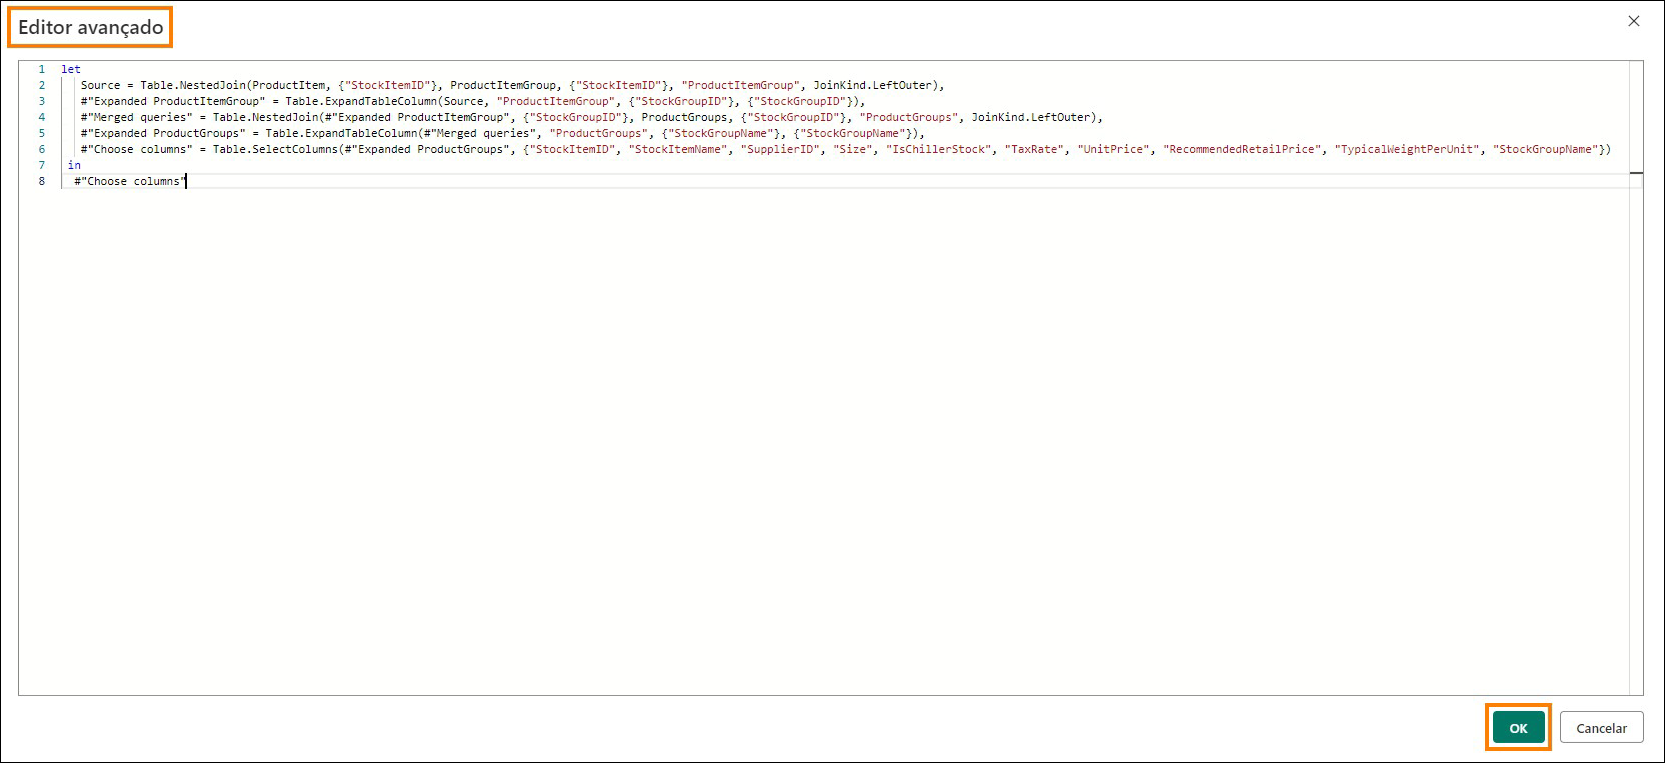 Editor avançado
1 let
2 Source = Table.NestedJoin(ProductItem, {"StockItemID"}, ProductItemGroup, {"StockItemID"}, "ProductItemGroup", JoinKind.LeftOuter),
3 #"Expanded ProductItemGroup" = Table.ExpandTableColumn(Source, "ProductItemGroup", {"StockGroupID"}, {"StockGroupID"}),
4 #"Merged queries" = Table.NestedJoin(#"Expanded ProductItemGroup", {"StockGroupID"}, ProductGroups, {"StockGroupID"}, "ProductGroups", JoinKind.LeftOuter),
5 #"Expanded ProductGroups" = Table.ExpandTableColumn(#"Merged queries", "ProductGroups", {"StockGroupName"}, {"StockGroupName"}),
6 #"Choose columns" = Table.SelectColumns(#"Expanded ProductGroups", {"StockItemID", "StockItemName", "SupplierID", "Size", "IsChillerStock", "TaxRate", "UnitPrice", "RecommendedRetailPrice", "TypicalWeightPerUnit", "StockGroupName"})
7 in
8 #"Choose columns"
OK
Cancelar